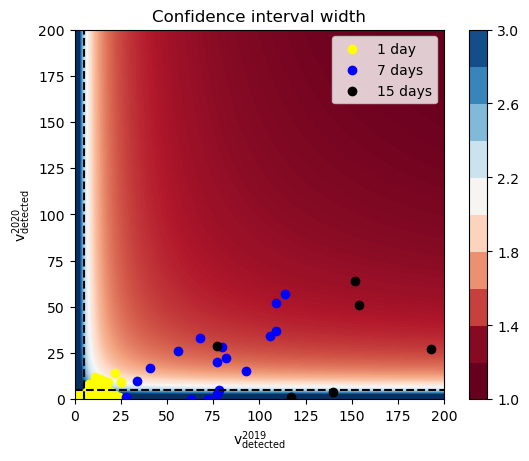 Confidence interval width
1 day
7 days
15 days
200
175
150
125
100
75
50
25
0
v^2020_detected
0 25 50 75 100 125 150 175 200
v^2019_detected
3.0
2.6
2.2
1.8
1.4
1.0